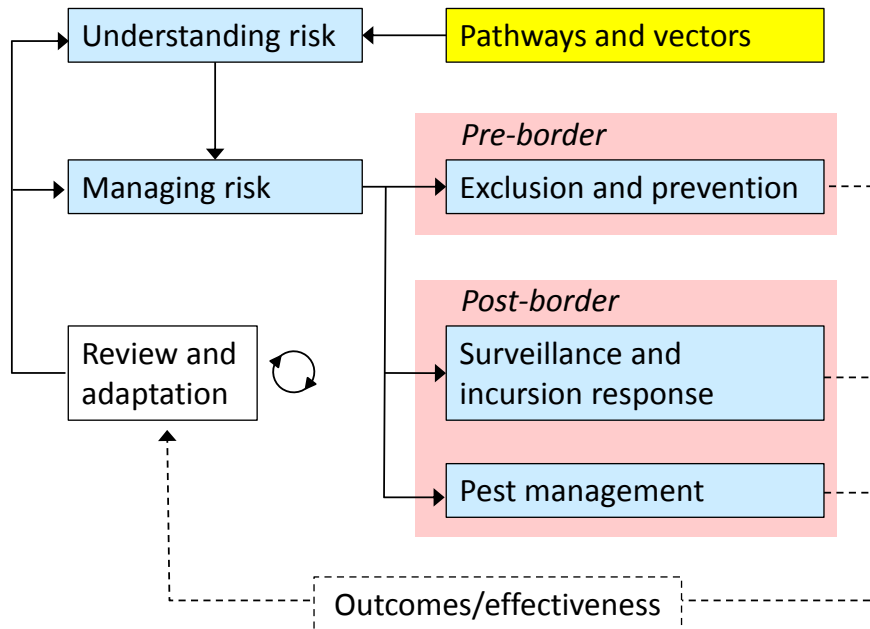 Understanding risk
Pathways and vectors
Pre-border
Managing risk
Exclusion and prevention
Post-border
Review and
adaptation
Surveillance and
incursion response
Pest management
Outcomes/effectiveness